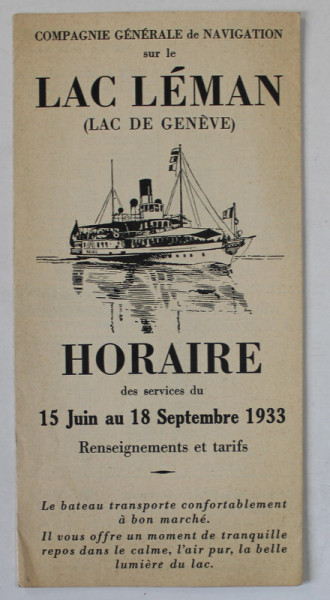 COMPAGNIE GÉNÉRALE de NAVIGATION
sur le
LAC LÉMAN
(LAC DE GENÈVE)
HORAIRE
des services du
15 Juin au 18 Septembre 1933
Renseignements et tarifs
Le bateau transporte confortablement
à bon marché.
Il vous offre un moment de tranquille
repos dans le calme, l'air pur, la belle
lumière du lac.